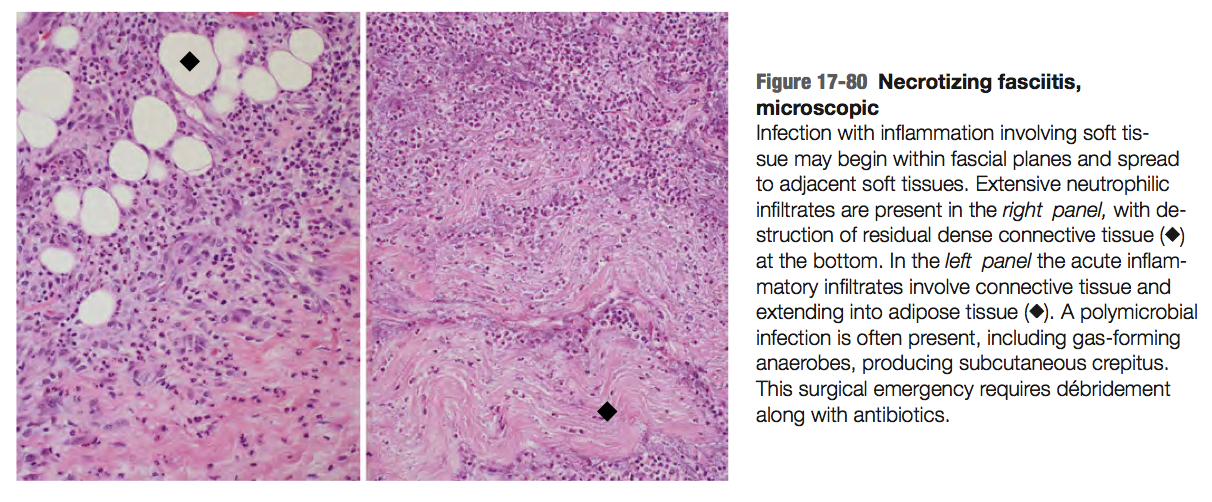 Figure 17-80 Necrotizing fasciitis,
microscopic
Infection with inflammation involving soft tis-
sue may begin within fascial planes and spread
to adjacent soft tissues. Extensive neutrophilic
infiltrates are present in the right panel, with de-
struction of residual dense connective tissue (◆)
at the bottom. In the left panel the acute inflam-
matory infiltrates involve connective tissue and
extending into adipose tissue (◆). A polymicrobial
infection is often present, including gas-forming
anaerobes, producing subcutaneous crepitus.
This surgical emergency requires débridement
along with antibiotics.